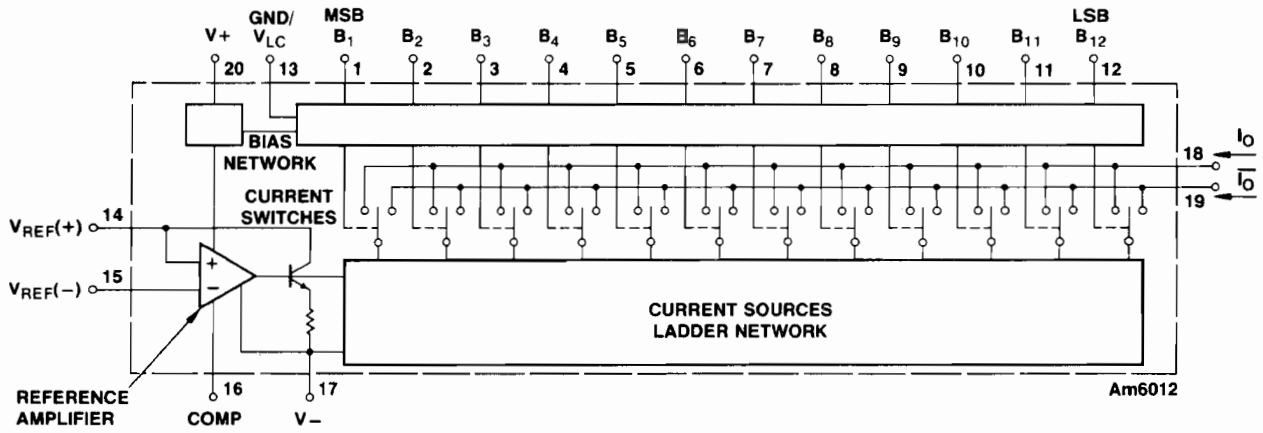 GND/ MSB LSB
V+ VLC B1 B2 B3 B4 B5 B6 B7 B8 B9 B10 B11 B12
20 13 1 2 3 4 5 6 7 8 9 10 11 12
BIAS
NETWORK
18 IO
CURRENT
SWITCHES
19 I̅O̅
VREF(+) 14
+
VREF(−) 15
−
CURRENT SOURCES
LADDER NETWORK
REFERENCE
AMPLIFIER
16 17
COMP V−
Am6012